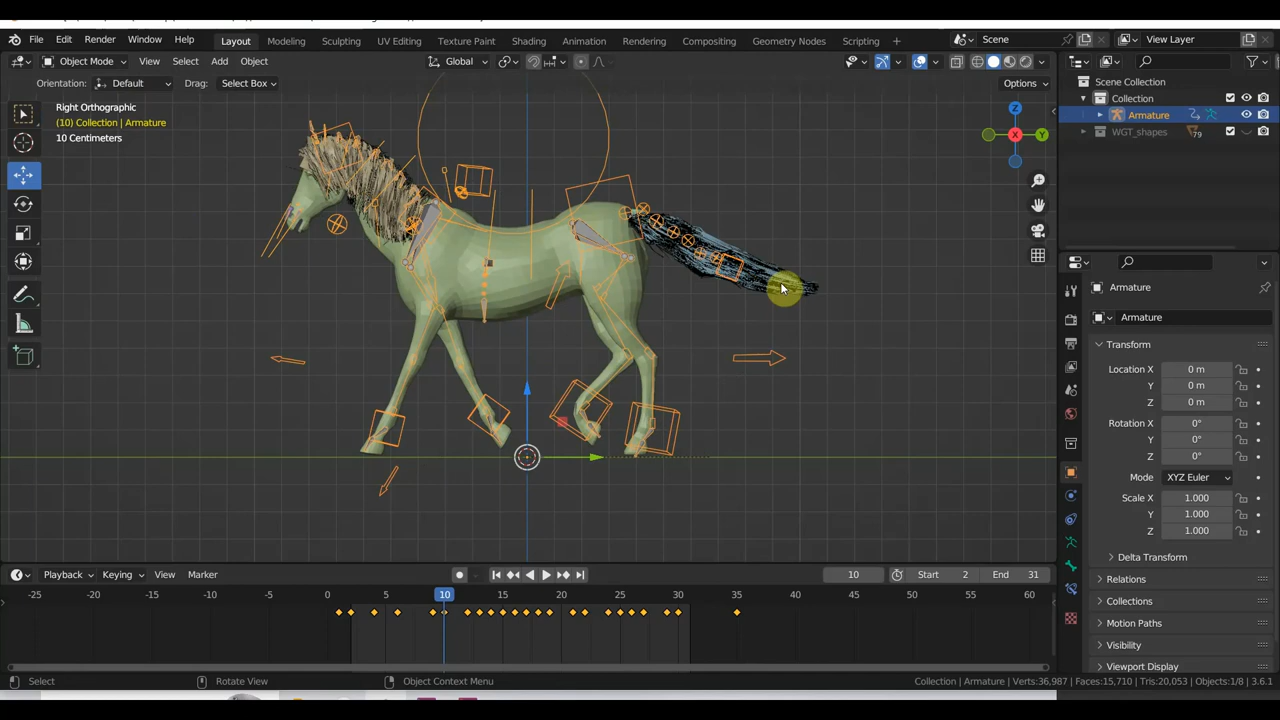 File Edit Render Window Help Layout Modeling Sculpting UV Editing Texture Paint Shading Animation Rendering Compositing Geometry Nodes Scripting + Scene View Layer
Object Mode View Select Add Object Global Options
Orientation: Default Drag: Select Box
Right Orthographic
(10) Collection | Armature
10 Centimeters
Z
X
Y
Scene Collection
Collection
Armature
WGT_shapes 79
Armature
Armature
Transform
Location X 0 m
Y 0 m
Z 0 m
Rotation X 0°
Y 0°
Z 0°
Mode XYZ Euler
Scale X 1.000
Y 1.000
Z 1.000
Delta Transform
Relations
Collections
Motion Paths
Visibility
Viewport Display
Playback Keying View Marker 10 Start 2 End 31
-25 -20 -15 -10 -5 0 5 10 15 20 25 30 35 40 45 50 55 60
Select Rotate View Object Context Menu Collection | Armature Verts:36,987 Faces:15,710 Tris:20,053 Objects:1/8 3.6.1